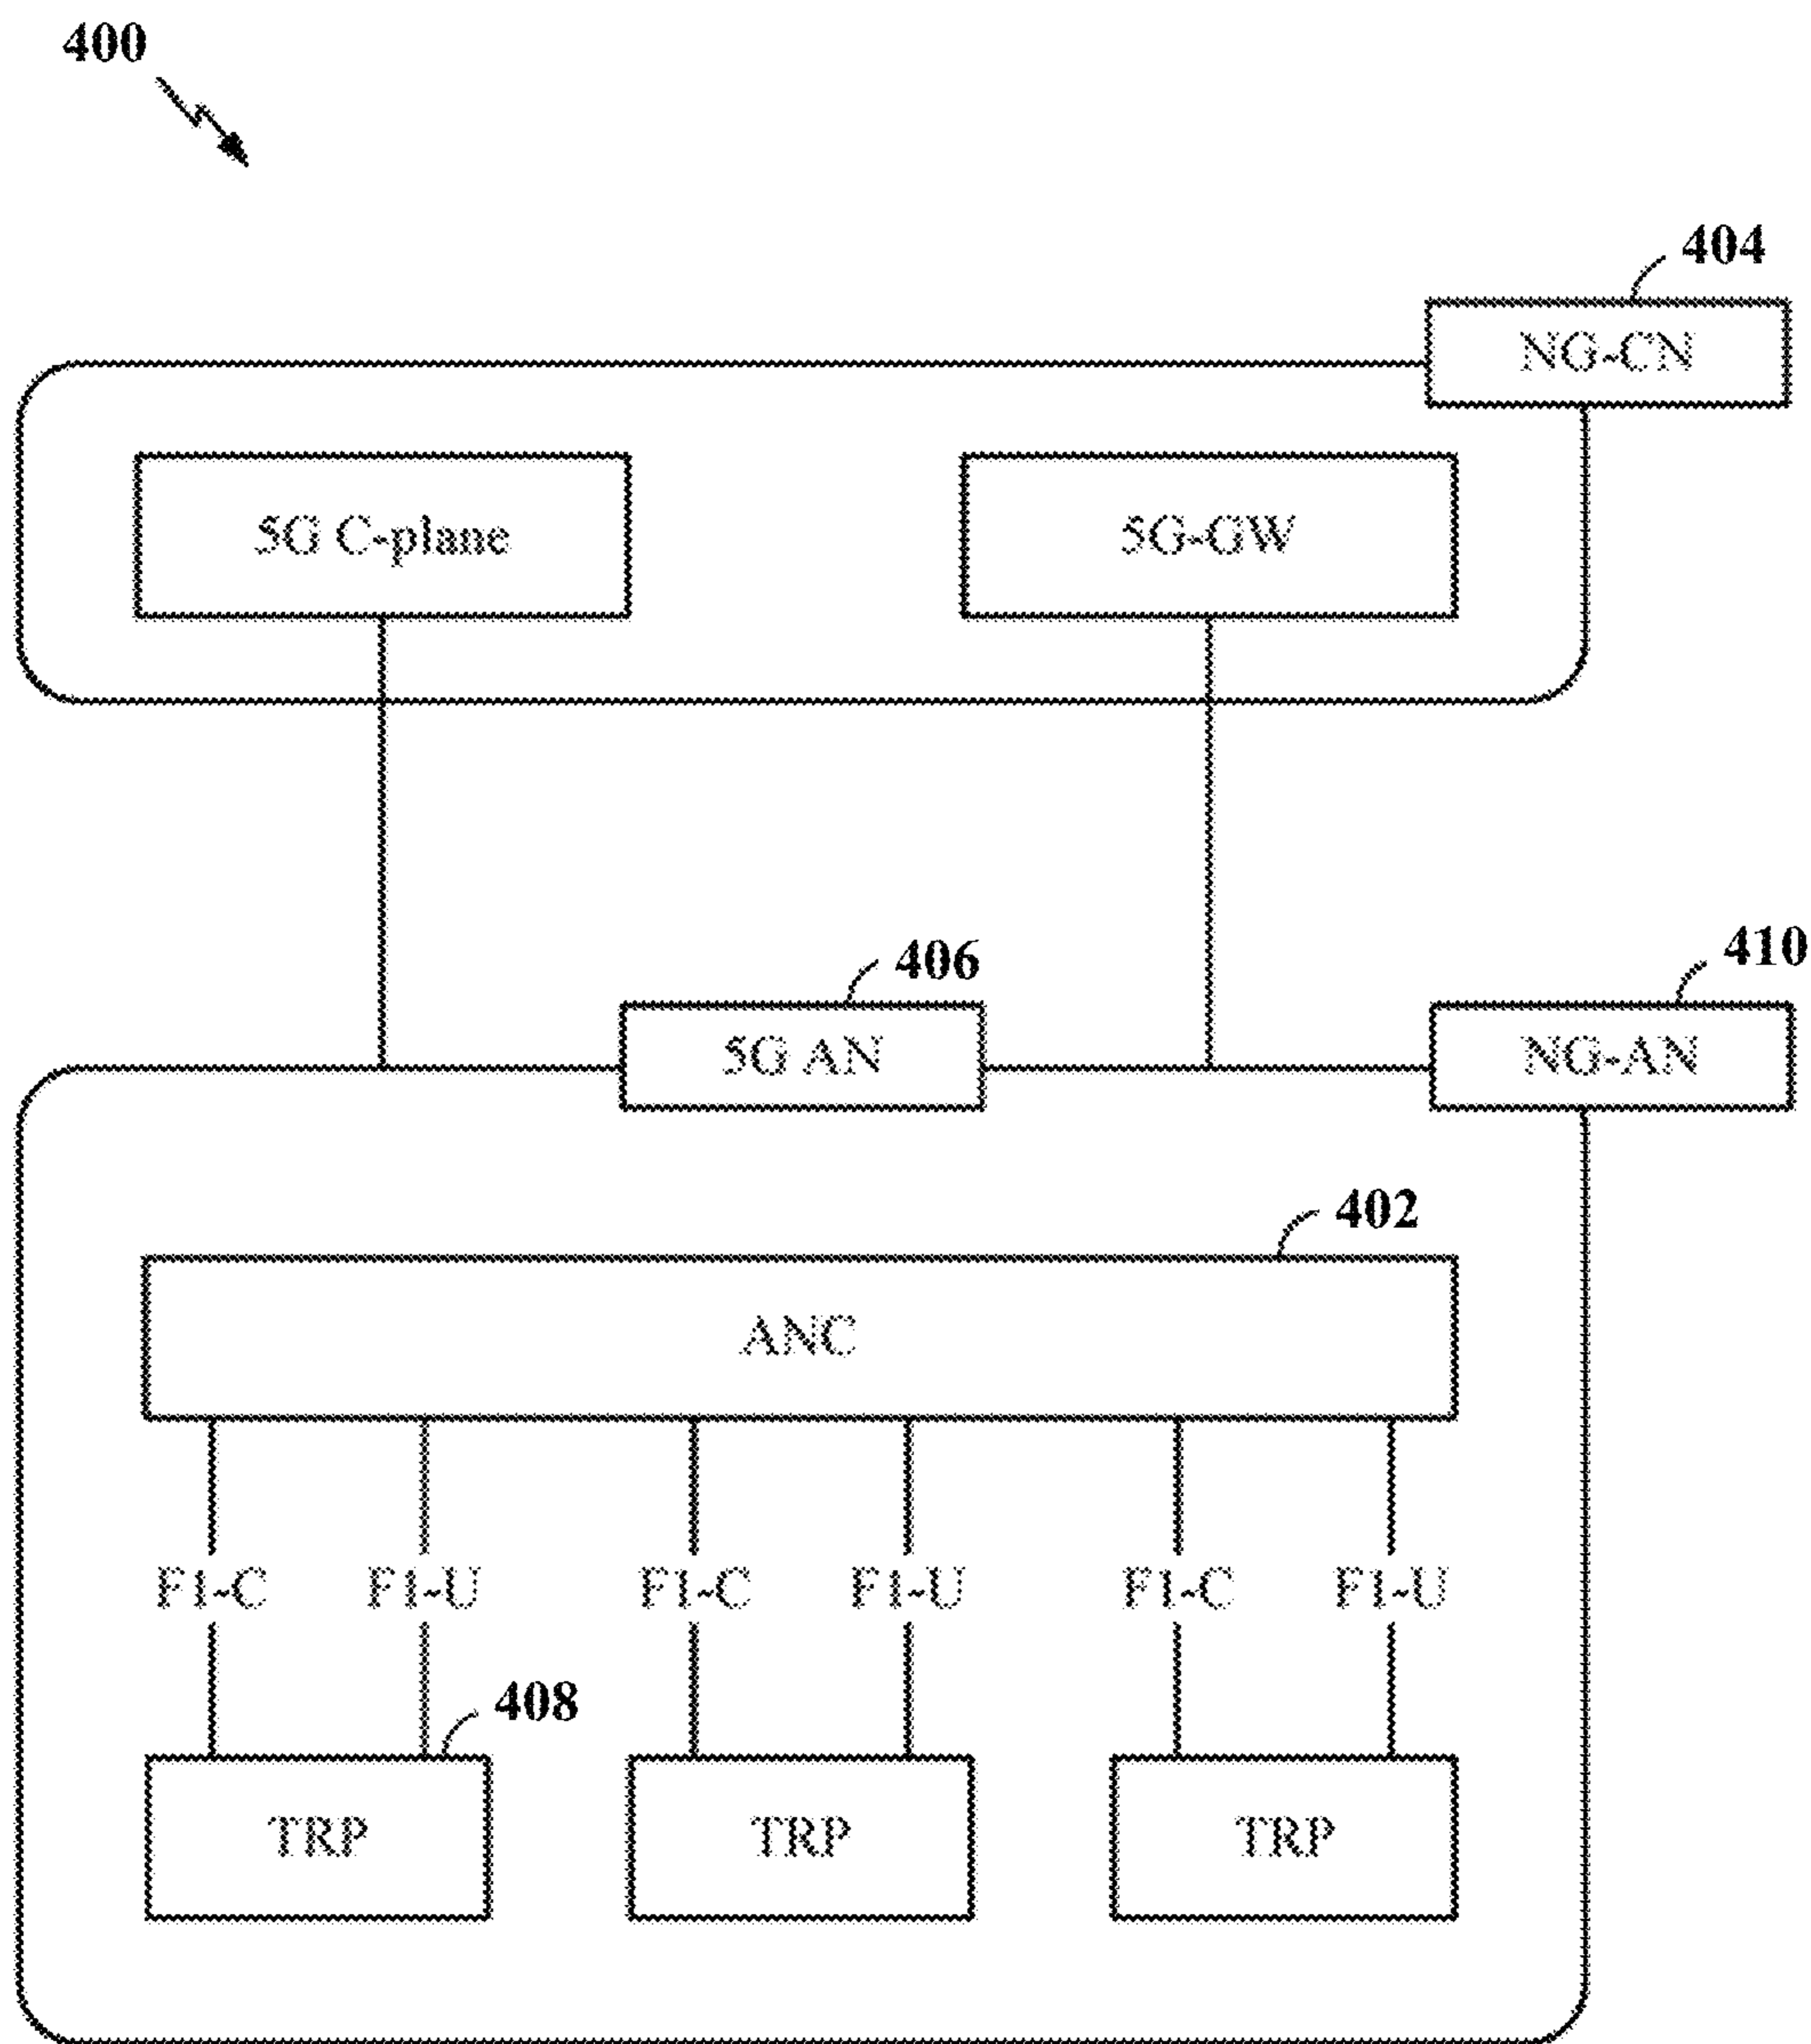 400
404
NG-CN
5G C-plane
5G-GW
406
410
5G AN
NG-AN
402
ANC
F1-C F1-U F1-C F1-U F1-C F1-U
408
TRP TRP TRP